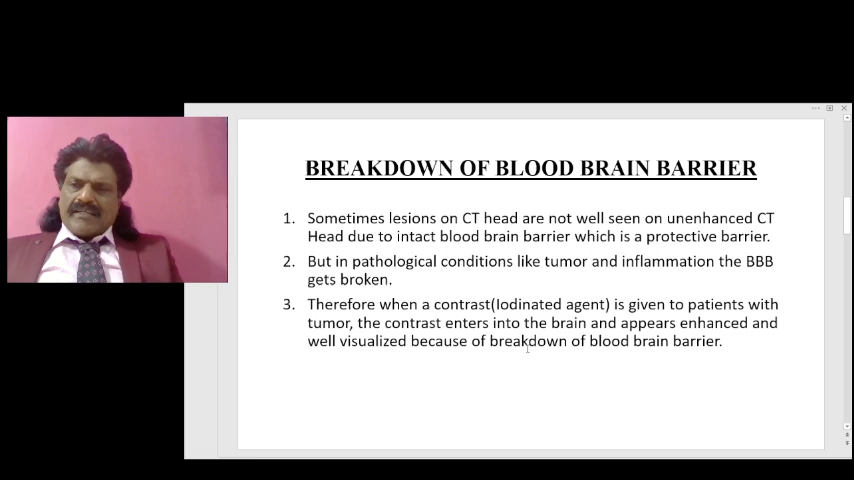 BREAKDOWN OF BLOOD BRAIN BARRIER
1. Sometimes lesions on CT head are not well seen on unenhanced CT
Head due to intact blood brain barrier which is a protective barrier.
2. But in pathological conditions like tumor and inflammation the BBB
gets broken.
3. Therefore when a contrast(Iodinated agent) is given to patients with
tumor, the contrast enters into the brain and appears enhanced and
well visualized because of breakdown of blood brain barrier.